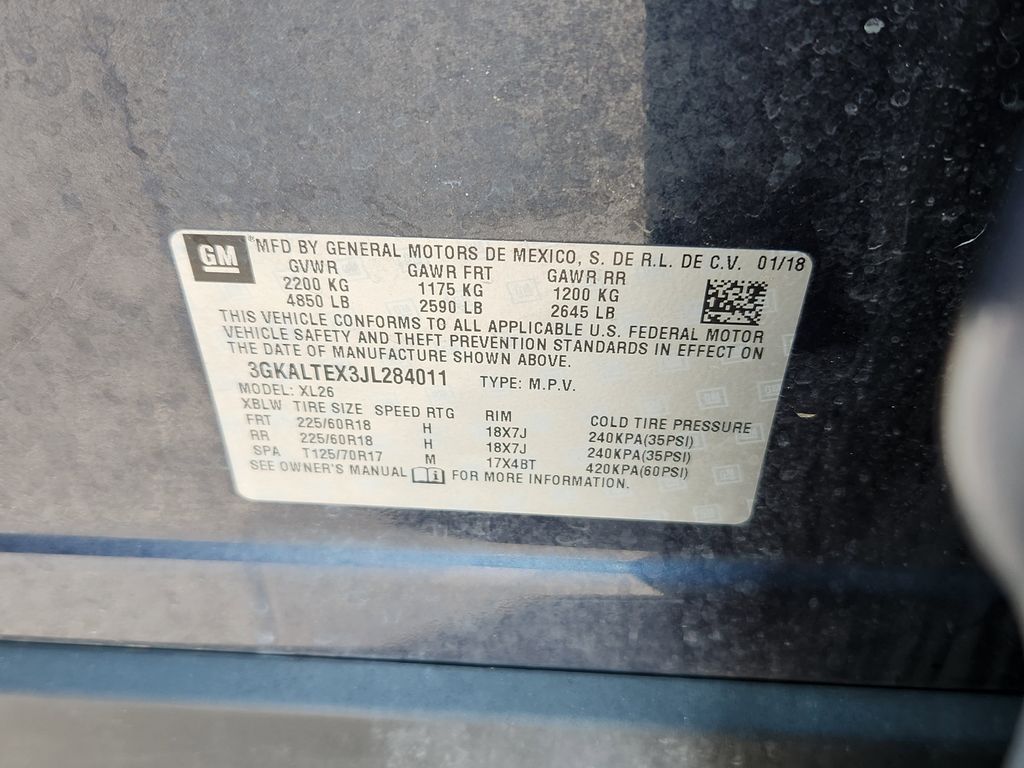 GM ® MFD BY GENERAL MOTORS DE MEXICO, S. DE R.L. DE C.V. 01/18
GVWR GAWR FRT GAWR RR
2200 KG 1175 KG 1200 KG
4850 LB 2590 LB 2645 LB
THIS VEHICLE CONFORMS TO ALL APPLICABLE U.S. FEDERAL MOTOR
VEHICLE SAFETY AND THEFT PREVENTION STANDARDS IN EFFECT ON
THE DATE OF MANUFACTURE SHOWN ABOVE.
3GKALTEX3JL284011 TYPE: M.P.V.
MODEL: XL26
XBLW TIRE SIZE SPEED RTG RIM COLD TIRE PRESSURE
FRT 225/60R18 H 18X7J 240KPA(35PSI)
RR 225/60R18 H 18X7J 240KPA(35PSI)
SPA T125/70R17 M 17X4BT 420KPA(60PSI)
SEE OWNER'S MANUAL FOR MORE INFORMATION.